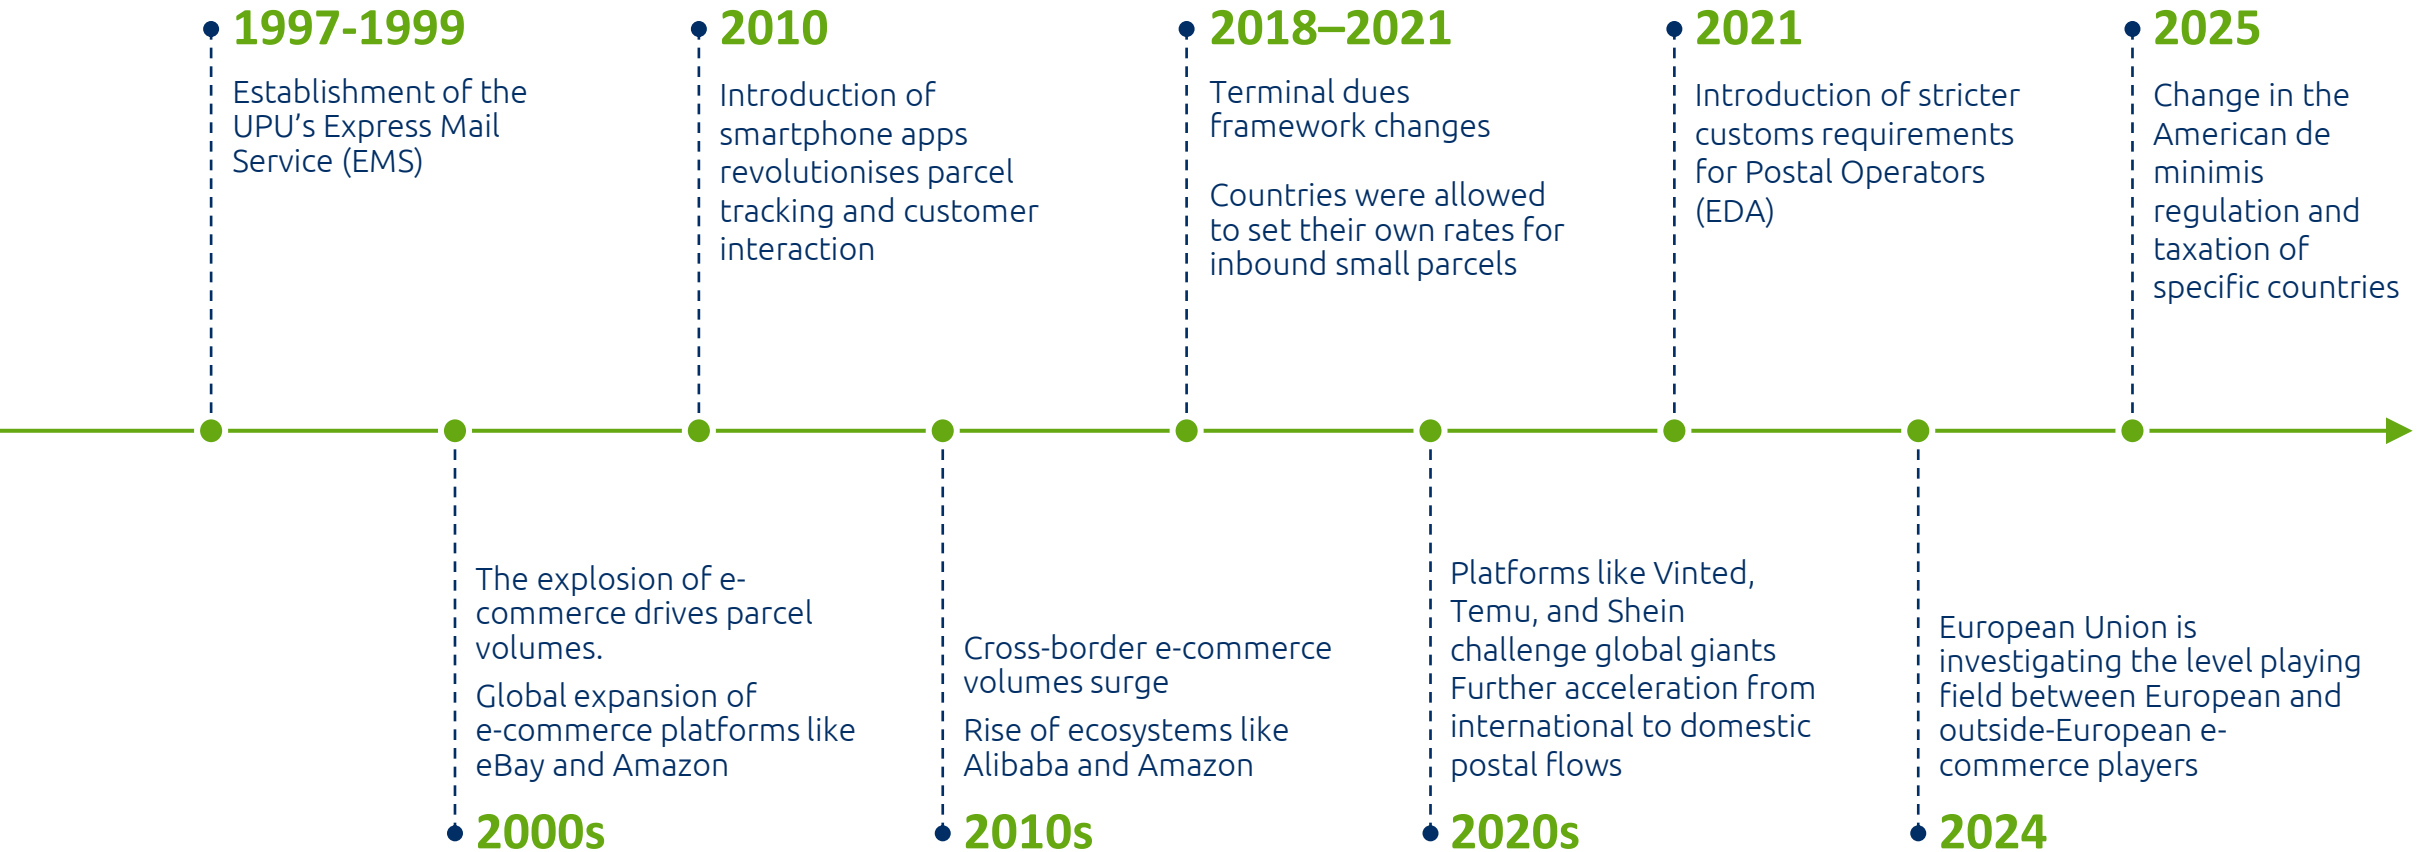 1997-1999
Establishment of the
UPU’s Express Mail
Service (EMS)
2010
Introduction of
smartphone apps
revolutionises parcel
tracking and customer
interaction
2018–2021
Terminal dues
framework changes
Countries were allowed
to set their own rates for
inbound small parcels
2021
Introduction of stricter
customs requirements
for Postal Operators
(EDA)
2025
Change in the
American de
minimis
regulation and
taxation of
specific countries
The explosion of e-
commerce drives parcel
volumes.
Global expansion of
e-commerce platforms like
eBay and Amazon
2000s
Cross-border e-commerce
volumes surge
Rise of ecosystems like
Alibaba and Amazon
2010s
Platforms like Vinted,
Temu, and Shein
challenge global giants
Further acceleration from
international to domestic
postal flows
2020s
European Union is
investigating the level playing
field between European and
outside-European e-
commerce players
2024